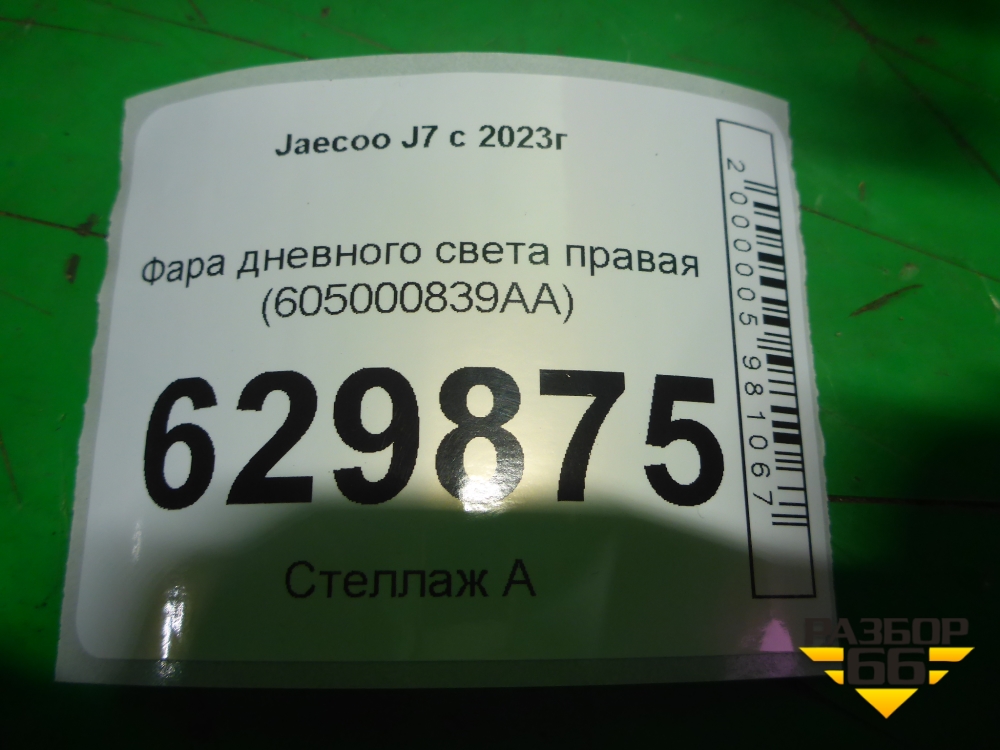 Jaecoo J7 с 2023г
Фара дневного света правая
(605000839AA)
629875
Стеллаж А
2000005981067
РАЗБОР
66